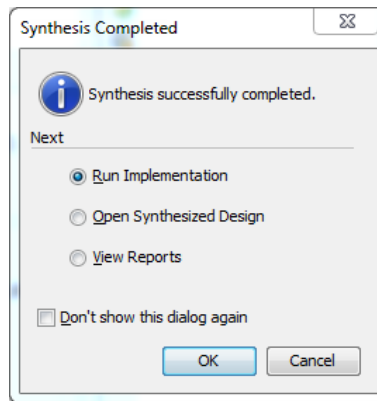 Synthesis Completed
Synthesis successfully completed.
Next
Run Implementation
Open Synthesized Design
View Reports
Don't show this dialog again
OK Cancel